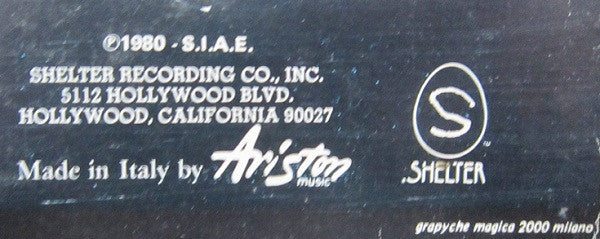 ℗1980 - S.I.A.E.
SHELTER RECORDING CO., INC.
5112 HOLLYWOOD BLVD.
HOLLYWOOD, CALIFORNIA 90027
Made in Italy by Ariston music
S
.SHELTER
™
grapyche magica 2000 milano